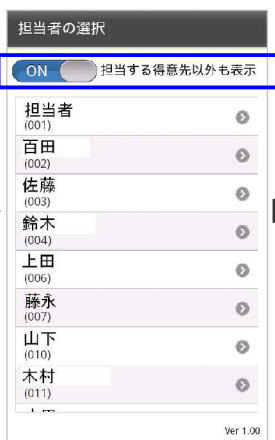 担当者の選択
ON 担当する得意先以外も表示
担当者
(001)
百田
(002)
佐藤
(003)
鈴木
(004)
上田
(006)
藤永
(007)
山下
(010)
木村
(011)
Ver 1.00